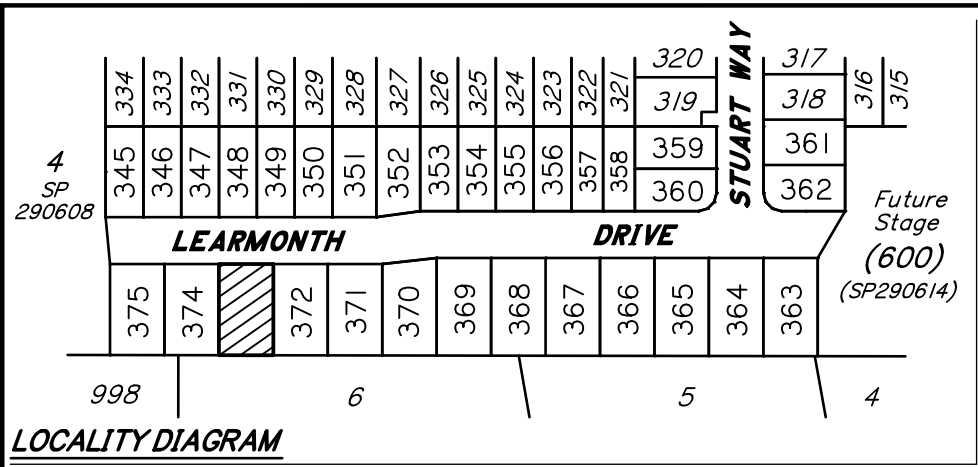 334 333 332 331 330 329 328 327 326 325 324 323 322 321 320 317 316 315
319 318
STUART WAY
4
SP
290608
345 346 347 348 349 350 351 352 353 354 355 356 357 358 359 361
360 362
LEARMONTH DRIVE
Future
Stage
(600)
(SP290614)
375 374 372 371 370 369 368 367 366 365 364 363
998 6 5 4
LOCALITY DIAGRAM